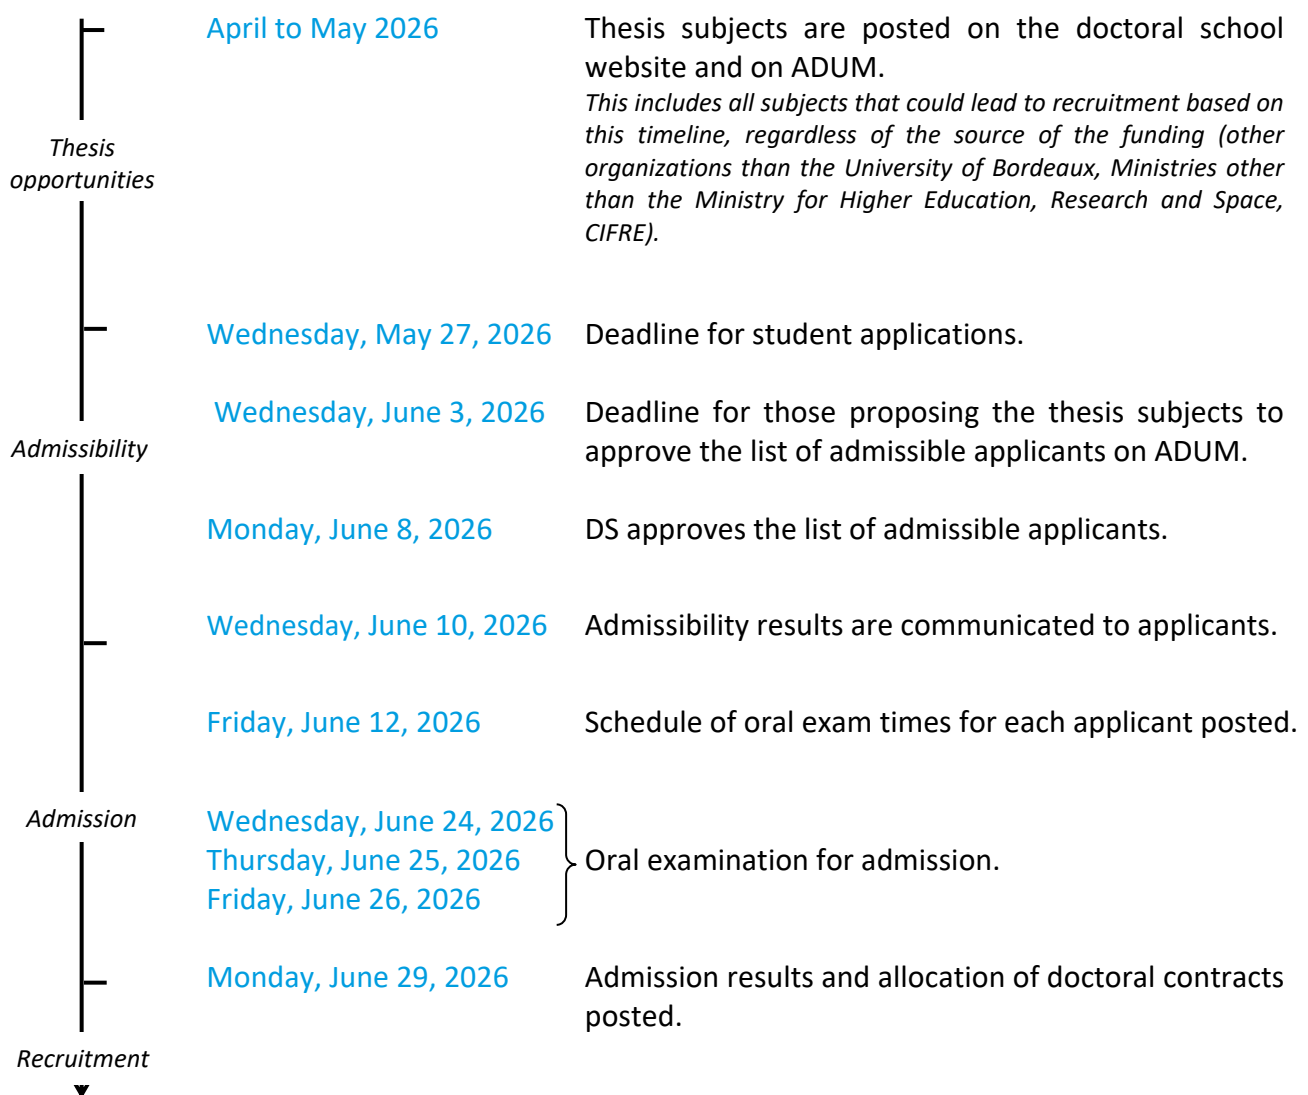 April to May 2026
Thesis subjects are posted on the doctoral school
website and on ADUM.
This includes all subjects that could lead to recruitment based on
this timeline, regardless of the source of the funding (other
organizations than the University of Bordeaux, Ministries other
than the Ministry for Higher Education, Research and Space,
CIFRE).
Thesis
opportunities
Wednesday, May 27, 2026
Deadline for student applications.
Wednesday, June 3, 2026
Deadline for those proposing the thesis subjects to
approve the list of admissible applicants on ADUM.
Admissibility
Monday, June 8, 2026
DS approves the list of admissible applicants.
Wednesday, June 10, 2026
Admissibility results are communicated to applicants.
Friday, June 12, 2026
Schedule of oral exam times for each applicant posted.
Admission
Wednesday, June 24, 2026
Thursday, June 25, 2026
Friday, June 26, 2026
Oral examination for admission.
Monday, June 29, 2026
Admission results and allocation of doctoral contracts
posted.
Recruitment